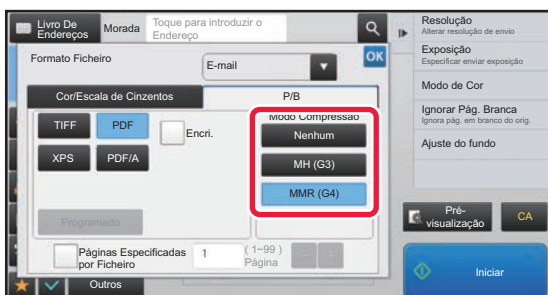 Livro De
Endereços
Morada
Toque para introduzir o
Endereço
Formato Ficheiro
E-mail
OK
Cor/Escala de Cinzentos
P/B
TIFF
PDF
Encri.
XPS
PDF/A
Programado
Modo Compressão
Nenhum
MH (G3)
MMR (G4)
Páginas Especificadas
por Ficheiro
1
( 1~99 )
Página
Outros
Resolução
Alterar resolução de envio
Exposição
Especificar enviar exposição
Modo de Cor
Ignorar Pág. Branca
Ignora pág. em branco do orig.
Ajuste do fundo
Pré-
visualização
CA
Iniciar